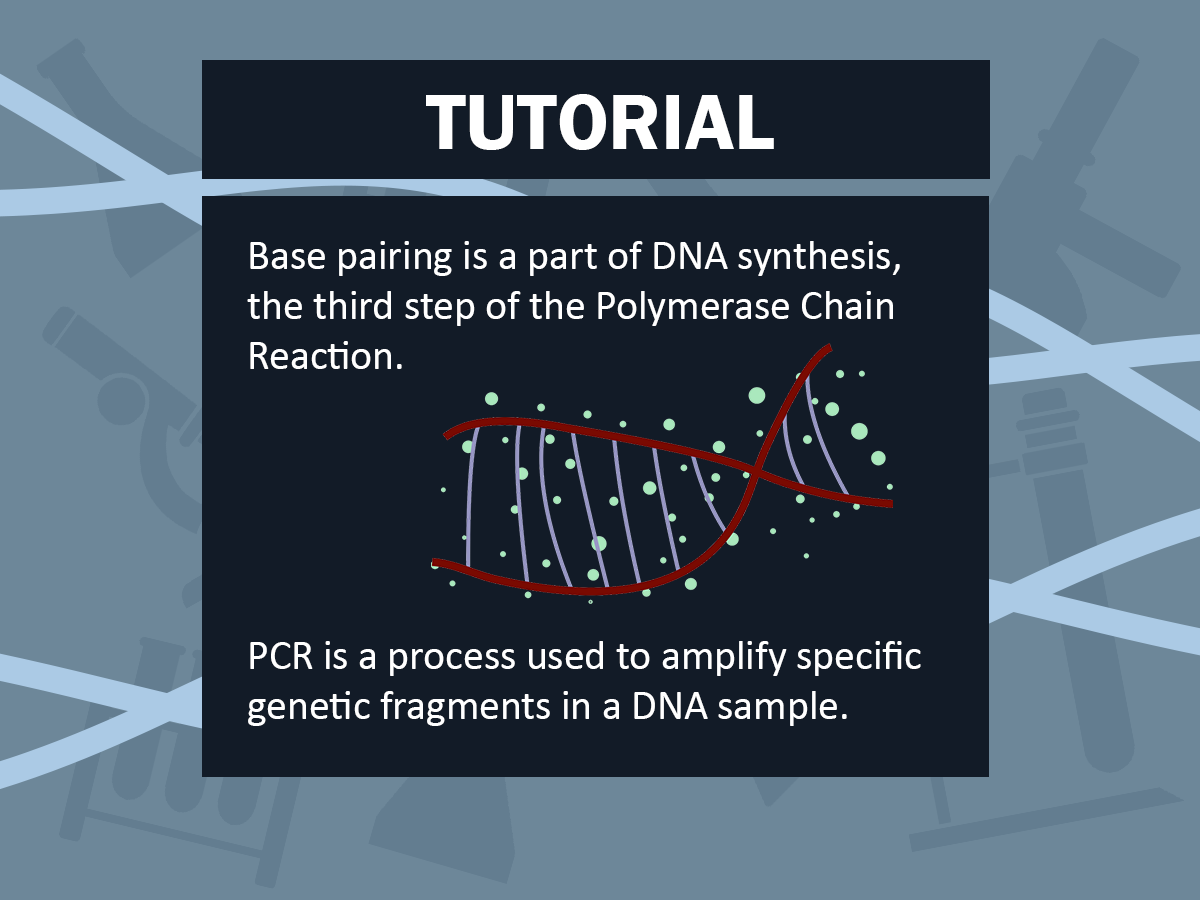 TUTORIAL
Base pairing is a part of DNA synthesis,
the third step of the Polymerase Chain
Reaction.
PCR is a process used to amplify specific
genetic fragments in a DNA sample.